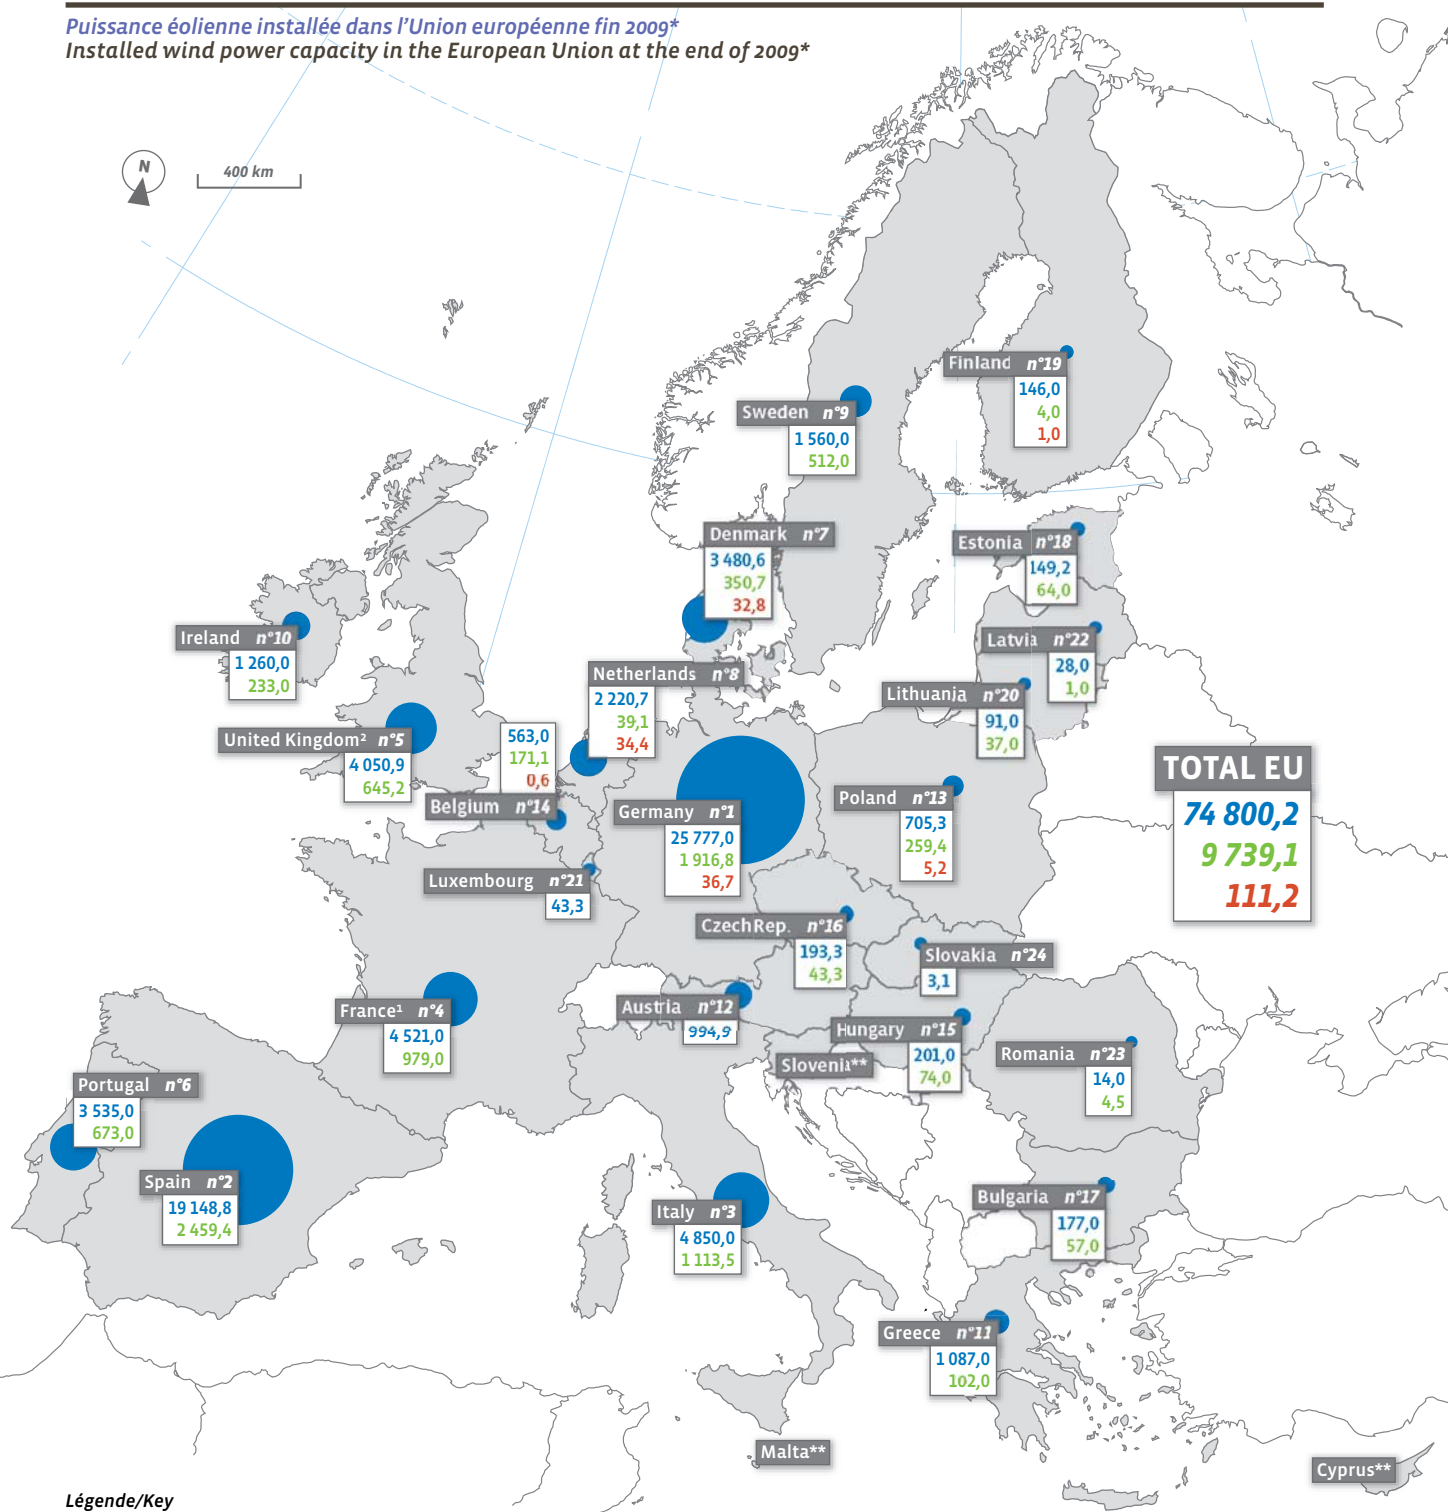 Puissance éolienne installée dans l'Union européenne fin 2009*
Installed wind power capacity in the European Union at the end of 2009*
N
400 km
Finland n°19
146,0
4,0
1,0
Sweden n°9
1 560,0
512,0
Denmark n°7
3 480,6
350,7
32,8
Estonia n°18
149,2
64,0
Ireland n°10
1 260,0
233,0
Latvia n°22
28,0
1,0
Netherlands n°8
2 220,7
39,1
34,4
Lithuania n°20
91,0
37,0
United Kingdom² n°5
4 050,9
645,2
563,0
171,1
0,6
Belgium n°14
Germany n°1
25 777,0
1 916,8
36,7
Poland n°13
705,3
259,4
5,2
TOTAL EU
74 800,2
9 739,1
111,2
Luxembourg n°21
43,3
Czech Rep. n°16
193,3
43,3
Slovakia n°24
3,1
France¹ n°4
4 521,0
979,0
Austria n°12
994,9
Hungary n°15
201,0
74,0
Slovenia**
Romania n°23
14,0
4,5
Portugal n°6
3 535,0
673,0
Spain n°2
19 148,8
2 459,4
Italy n°3
4 850,0
1 113,5
Bulgaria n°17
177,0
57,0
Greece n°11
1 087,0
102,0
Malta**
Cyprus**
Légende/Key